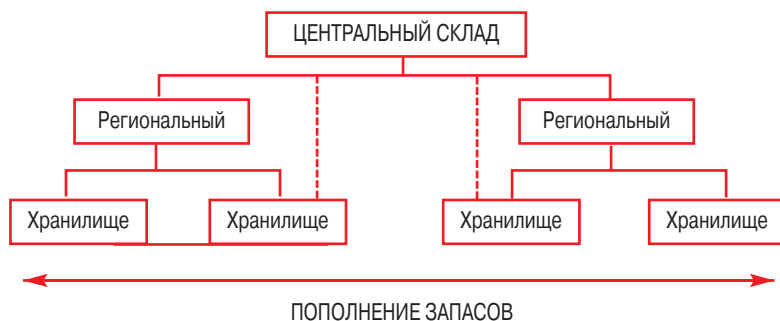 ЦЕНТРАЛЬНЫЙ СКЛАД
Региональный
Региональный
Хранилище
Хранилище
Хранилище
Хранилище
ПОПОЛНЕНИЕ ЗАПАСОВ